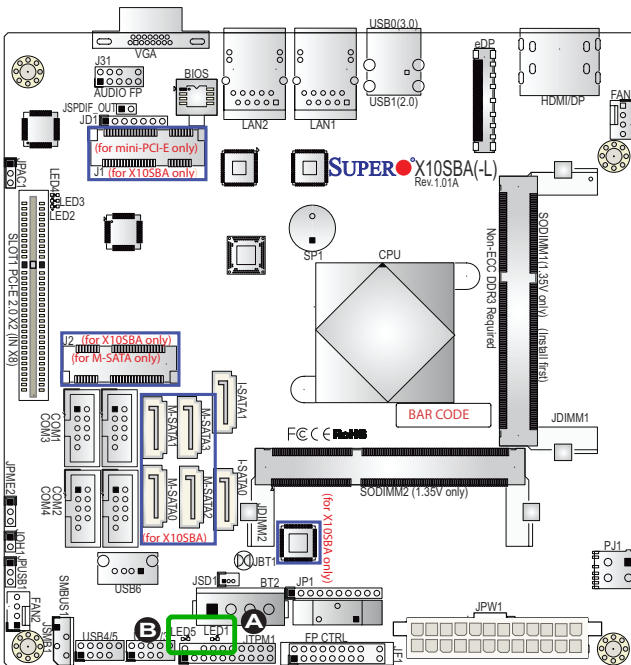 VGA
USB0(3.0)
J31
AUDIO FP
BIOS
eDP
HDMI/DP
FAN
JSPDIF_OUT
JD1
LAN2
LAN1
USB1(2.0)
(for mini-PCI-E only)
J1
(for X10SBA only)
SUPER
X10SBA(-L)
Rev.1.01A
JPAC1
LED4
LED3
LED2
SP1
CPU
SLOT1 PCI-E 2.0 X2 (IN X8)
SODIMM1(1.35V only)
(Install first)
Non-ECC DDR3 Required
J2
(for X10SBA only)
(for M-SATA only)
I-SATA1
M-SATA1
M-SATA3
BAR CODE
JDIMM1
COM1
COM3
FC CE RoHS
I-SATA0
M-SATA0
M-SATA2
SODIMM2 (1.35V only)
JPME2
COM2
COM4
(for X10SBA)
JDIMM2
(for X10SBA only)
JOH1
JBT1
PJ1
JPUSB1
USB6
JSD1
BT2
JP1
FAN2
SMBUS1
JSMB1
B
LED5
LED1
A
JPW1
USB4/5
JTPM1
FP CTRL
JF1